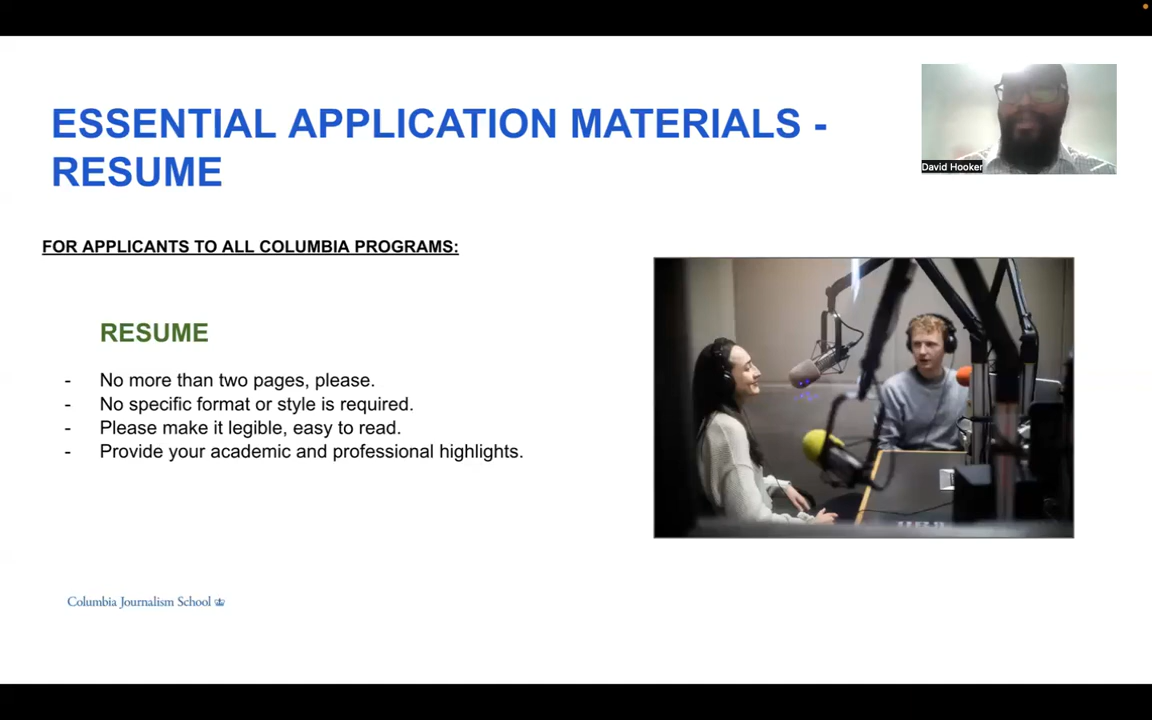 ESSENTIAL APPLICATION MATERIALS -
RESUME
David Hooker
FOR APPLICANTS TO ALL COLUMBIA PROGRAMS:
RESUME
- No more than two pages, please.
- No specific format or style is required.
- Please make it legible, easy to read.
- Provide your academic and professional highlights.
Columbia Journalism School